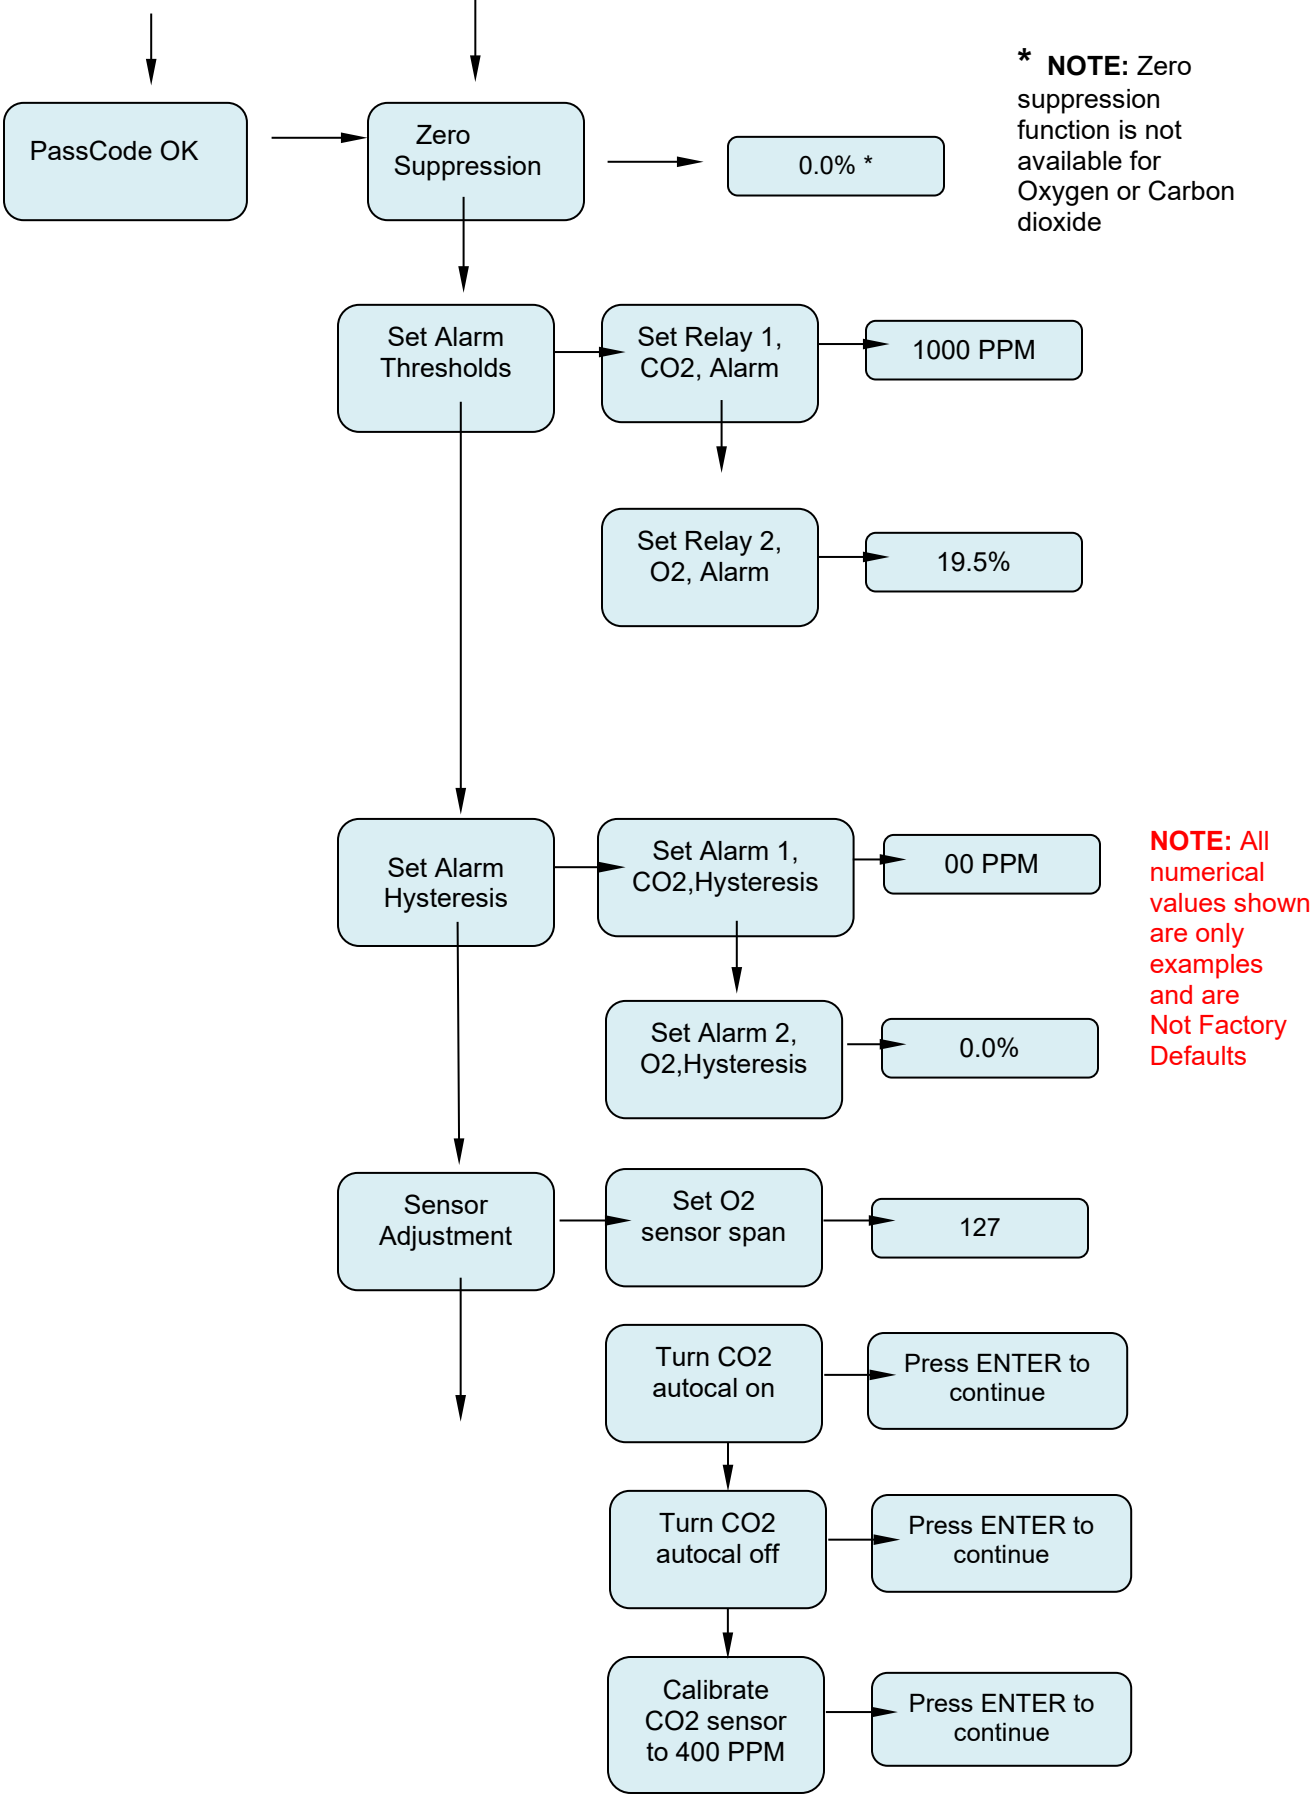 * NOTE: Zero
suppression
function is not
available for
Oxygen or Carbon
dioxide
PassCode OK
Zero
Suppression
0.0% *
Set Alarm
Thresholds
Set Relay 1,
CO2, Alarm
1000 PPM
Set Relay 2,
O2, Alarm
19.5%
Set Alarm
Hysteresis
Set Alarm 1,
CO2,Hysteresis
00 PPM
NOTE: All
numerical
values shown
are only
examples
and are
Not Factory
Defaults
Set Alarm 2,
O2,Hysteresis
0.0%
Sensor
Adjustment
Set O2
sensor span
127
Turn CO2
autocal on
Press ENTER to
continue
Turn CO2
autocal off
Press ENTER to
continue
Calibrate
CO2 sensor
to 400 PPM
Press ENTER to
continue